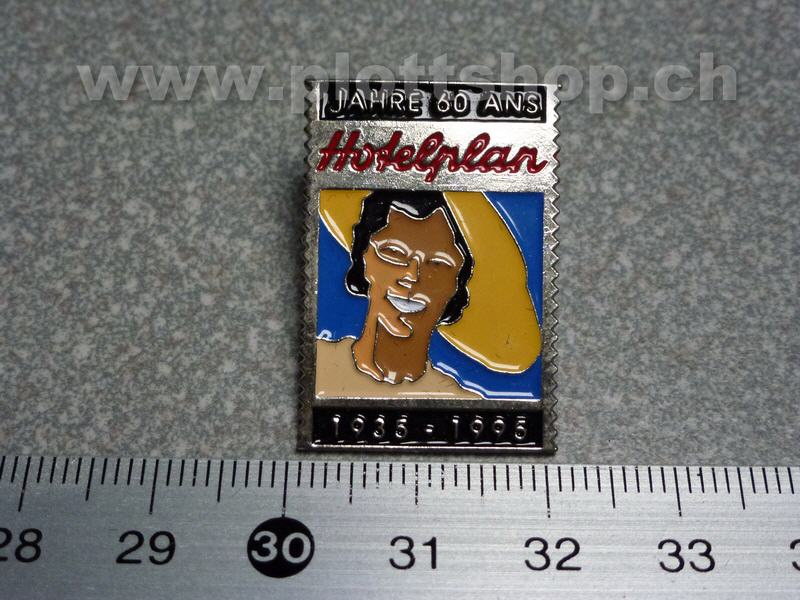 www.plottshop.ch
JAHRE 60 ANS
Hotelplan
1935 - 1995
28 29 30 31 32 33